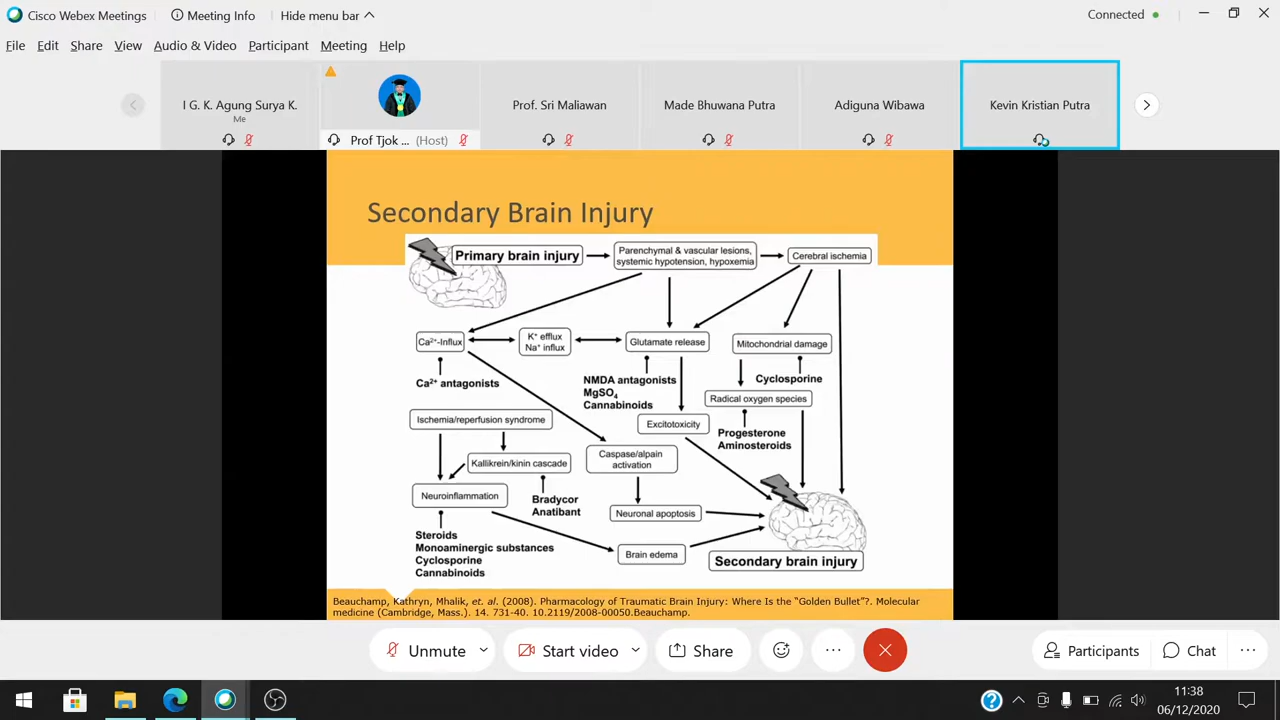 Cisco Webex Meetings
Meeting Info
Hide menu bar
Connected
File Edit Share View Audio & Video Participant Meeting Help
I G. K. Agung Surya K.
Me
Prof Tjok ... (Host)
Prof. Sri Maliawan
Made Bhuwana Putra
Adiguna Wibawa
Kevin Kristian Putra
Secondary Brain Injury
Primary brain injury
Parenchymal & vascular lesions,
systemic hypotension, hypoxemia
Cerebral ischemia
Ca²⁺-Influx
K⁺ efflux
Na⁺ influx
Glutamate release
Mitochondrial damage
Ca²⁺ antagonists
NMDA antagonists
MgSO₄
Cannabinoids
Cyclosporine
Radical oxygen species
Ischemia/reperfusion syndrome
Excitotoxicity
Progesterone
Aminosteroids
Kallikrein/kinin cascade
Caspase/alpain
activation
Neuroinflammation
Bradycor
Anatibant
Neuronal apoptosis
Steroids
Monoaminergic substances
Cyclosporine
Cannabinoids
Brain edema
Secondary brain injury
Beauchamp, Kathryn, Mhalik, et. al. (2008). Pharmacology of Traumatic Brain Injury: Where Is the "Golden Bullet"?. Molecular
medicine (Cambridge, Mass.). 14. 731-40. 10.2119/2008-00050.Beauchamp.
Unmute
Start video
Share
Participants
Chat
11:38
06/12/2020